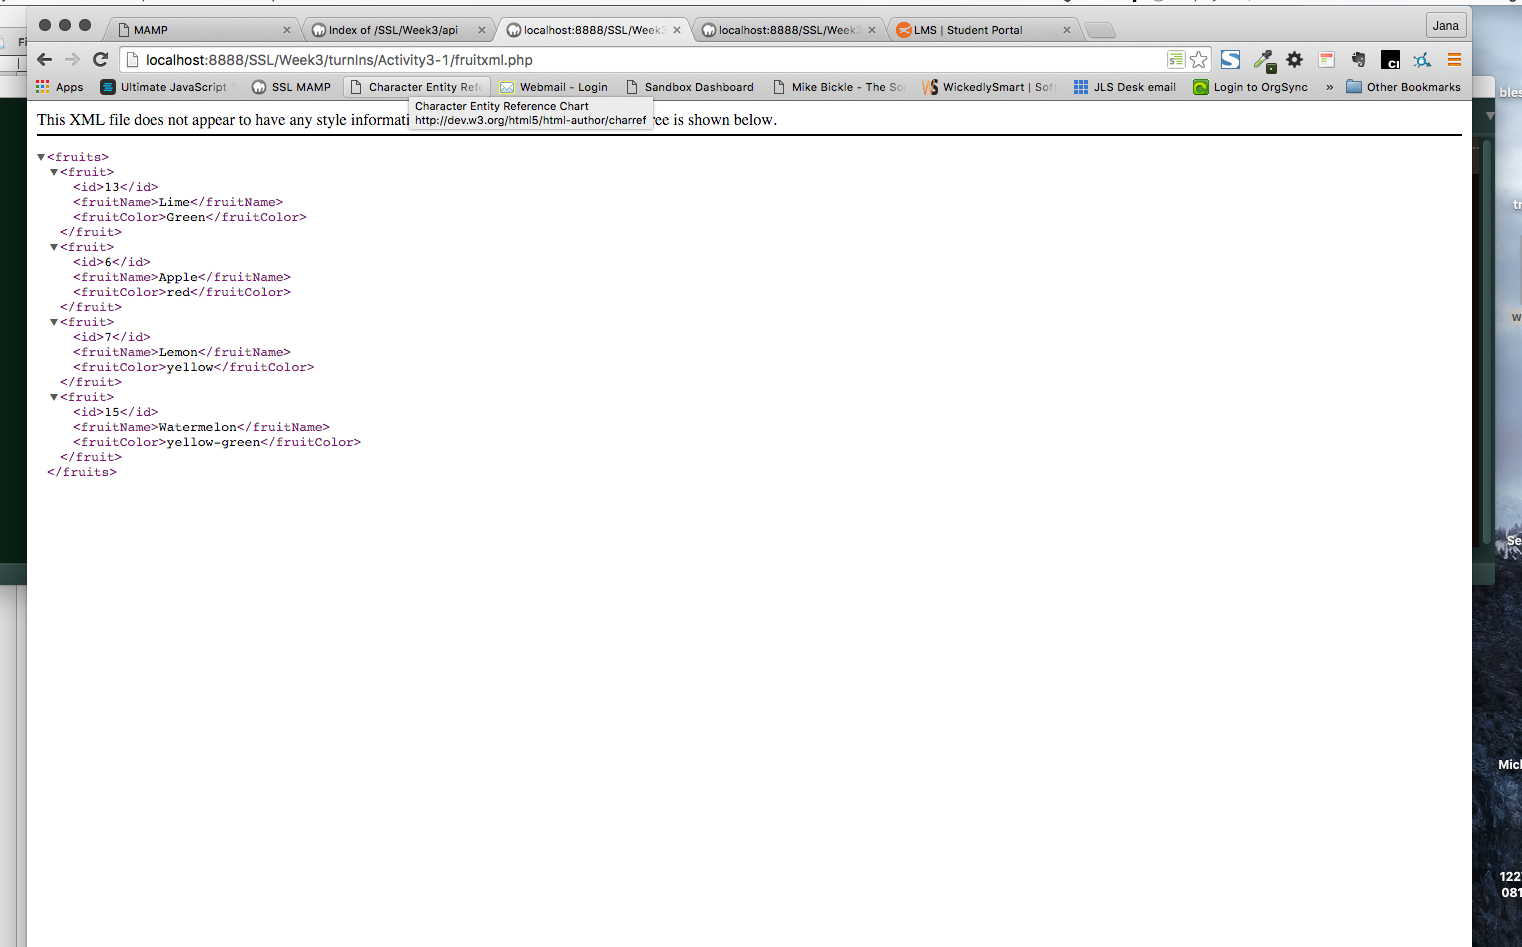 MAMP
Index of /SSL/Week3/api
localhost:8888/SSL/Week3
localhost:8888/SSL/Week3
LMS | Student Portal
Jana
localhost:8888/SSL/Week3/turnIns/Activity3-1/fruitxml.php
Apps
Ultimate JavaScript
SSL MAMP
Character Entity Refe
Webmail - Login
Sandbox Dashboard
Mike Bickle - The So
WickedlySmart | Soft
JLS Desk email
Login to OrgSync
»
Other Bookmarks
Character Entity Reference Chart
http://dev.w3.org/html5/html-author/charref
This XML file does not appear to have any style informati ree is shown below.
<fruits>
<fruit>
<id>13</id>
<fruitName>Lime</fruitName>
<fruitColor>Green</fruitColor>
</fruit>
<fruit>
<id>6</id>
<fruitName>Apple</fruitName>
<fruitColor>red</fruitColor>
</fruit>
<fruit>
<id>7</id>
<fruitName>Lemon</fruitName>
<fruitColor>yellow</fruitColor>
</fruit>
<fruit>
<id>15</id>
<fruitName>Watermelon</fruitName>
<fruitColor>yellow-green</fruitColor>
</fruit>
</fruits>
Fi
bles
tr
w
Se
Mich
122
081